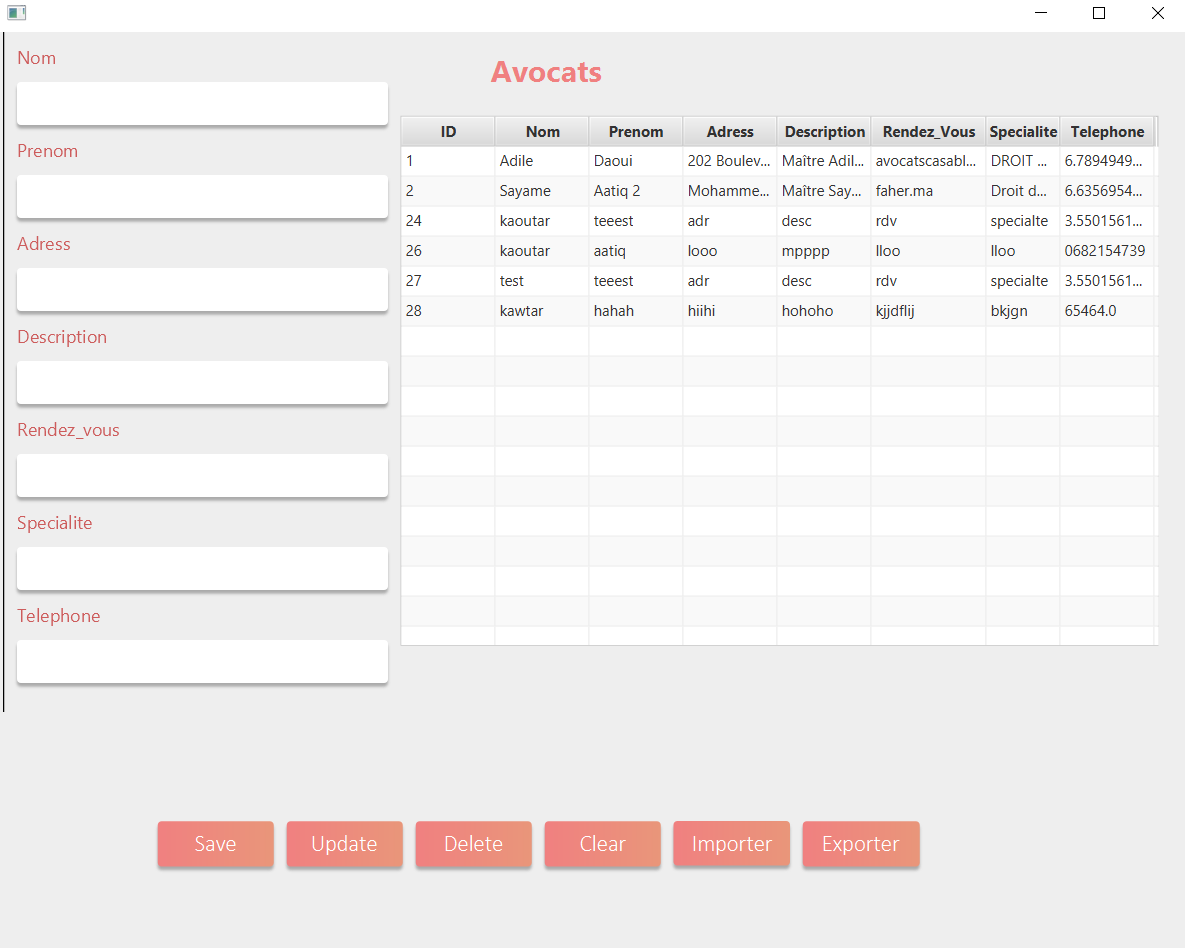 Nom
Prenom
Adress
Description
Rendez_vous
Specialite
Telephone
Avocats
ID Nom Prenom Adress Description Rendez_Vous Specialite Telephone
1 Adile Daoui 202 Boulev... Maître Adil... avocatscasabl... DROIT ... 6.7894949...
2 Sayame Aatiq 2 Mohamme... Maître Say... faher.ma Droit d... 6.6356954...
24 kaoutar teeest adr desc rdv specialte 3.5501561...
26 kaoutar aatiq looo mpppp lloo lloo 0682154739
27 test teeest adr desc rdv specialte 3.5501561...
28 kawtar hahah hiihi hohoho kjjdflij bkjgn 65464.0
Save Update Delete Clear Importer Exporter